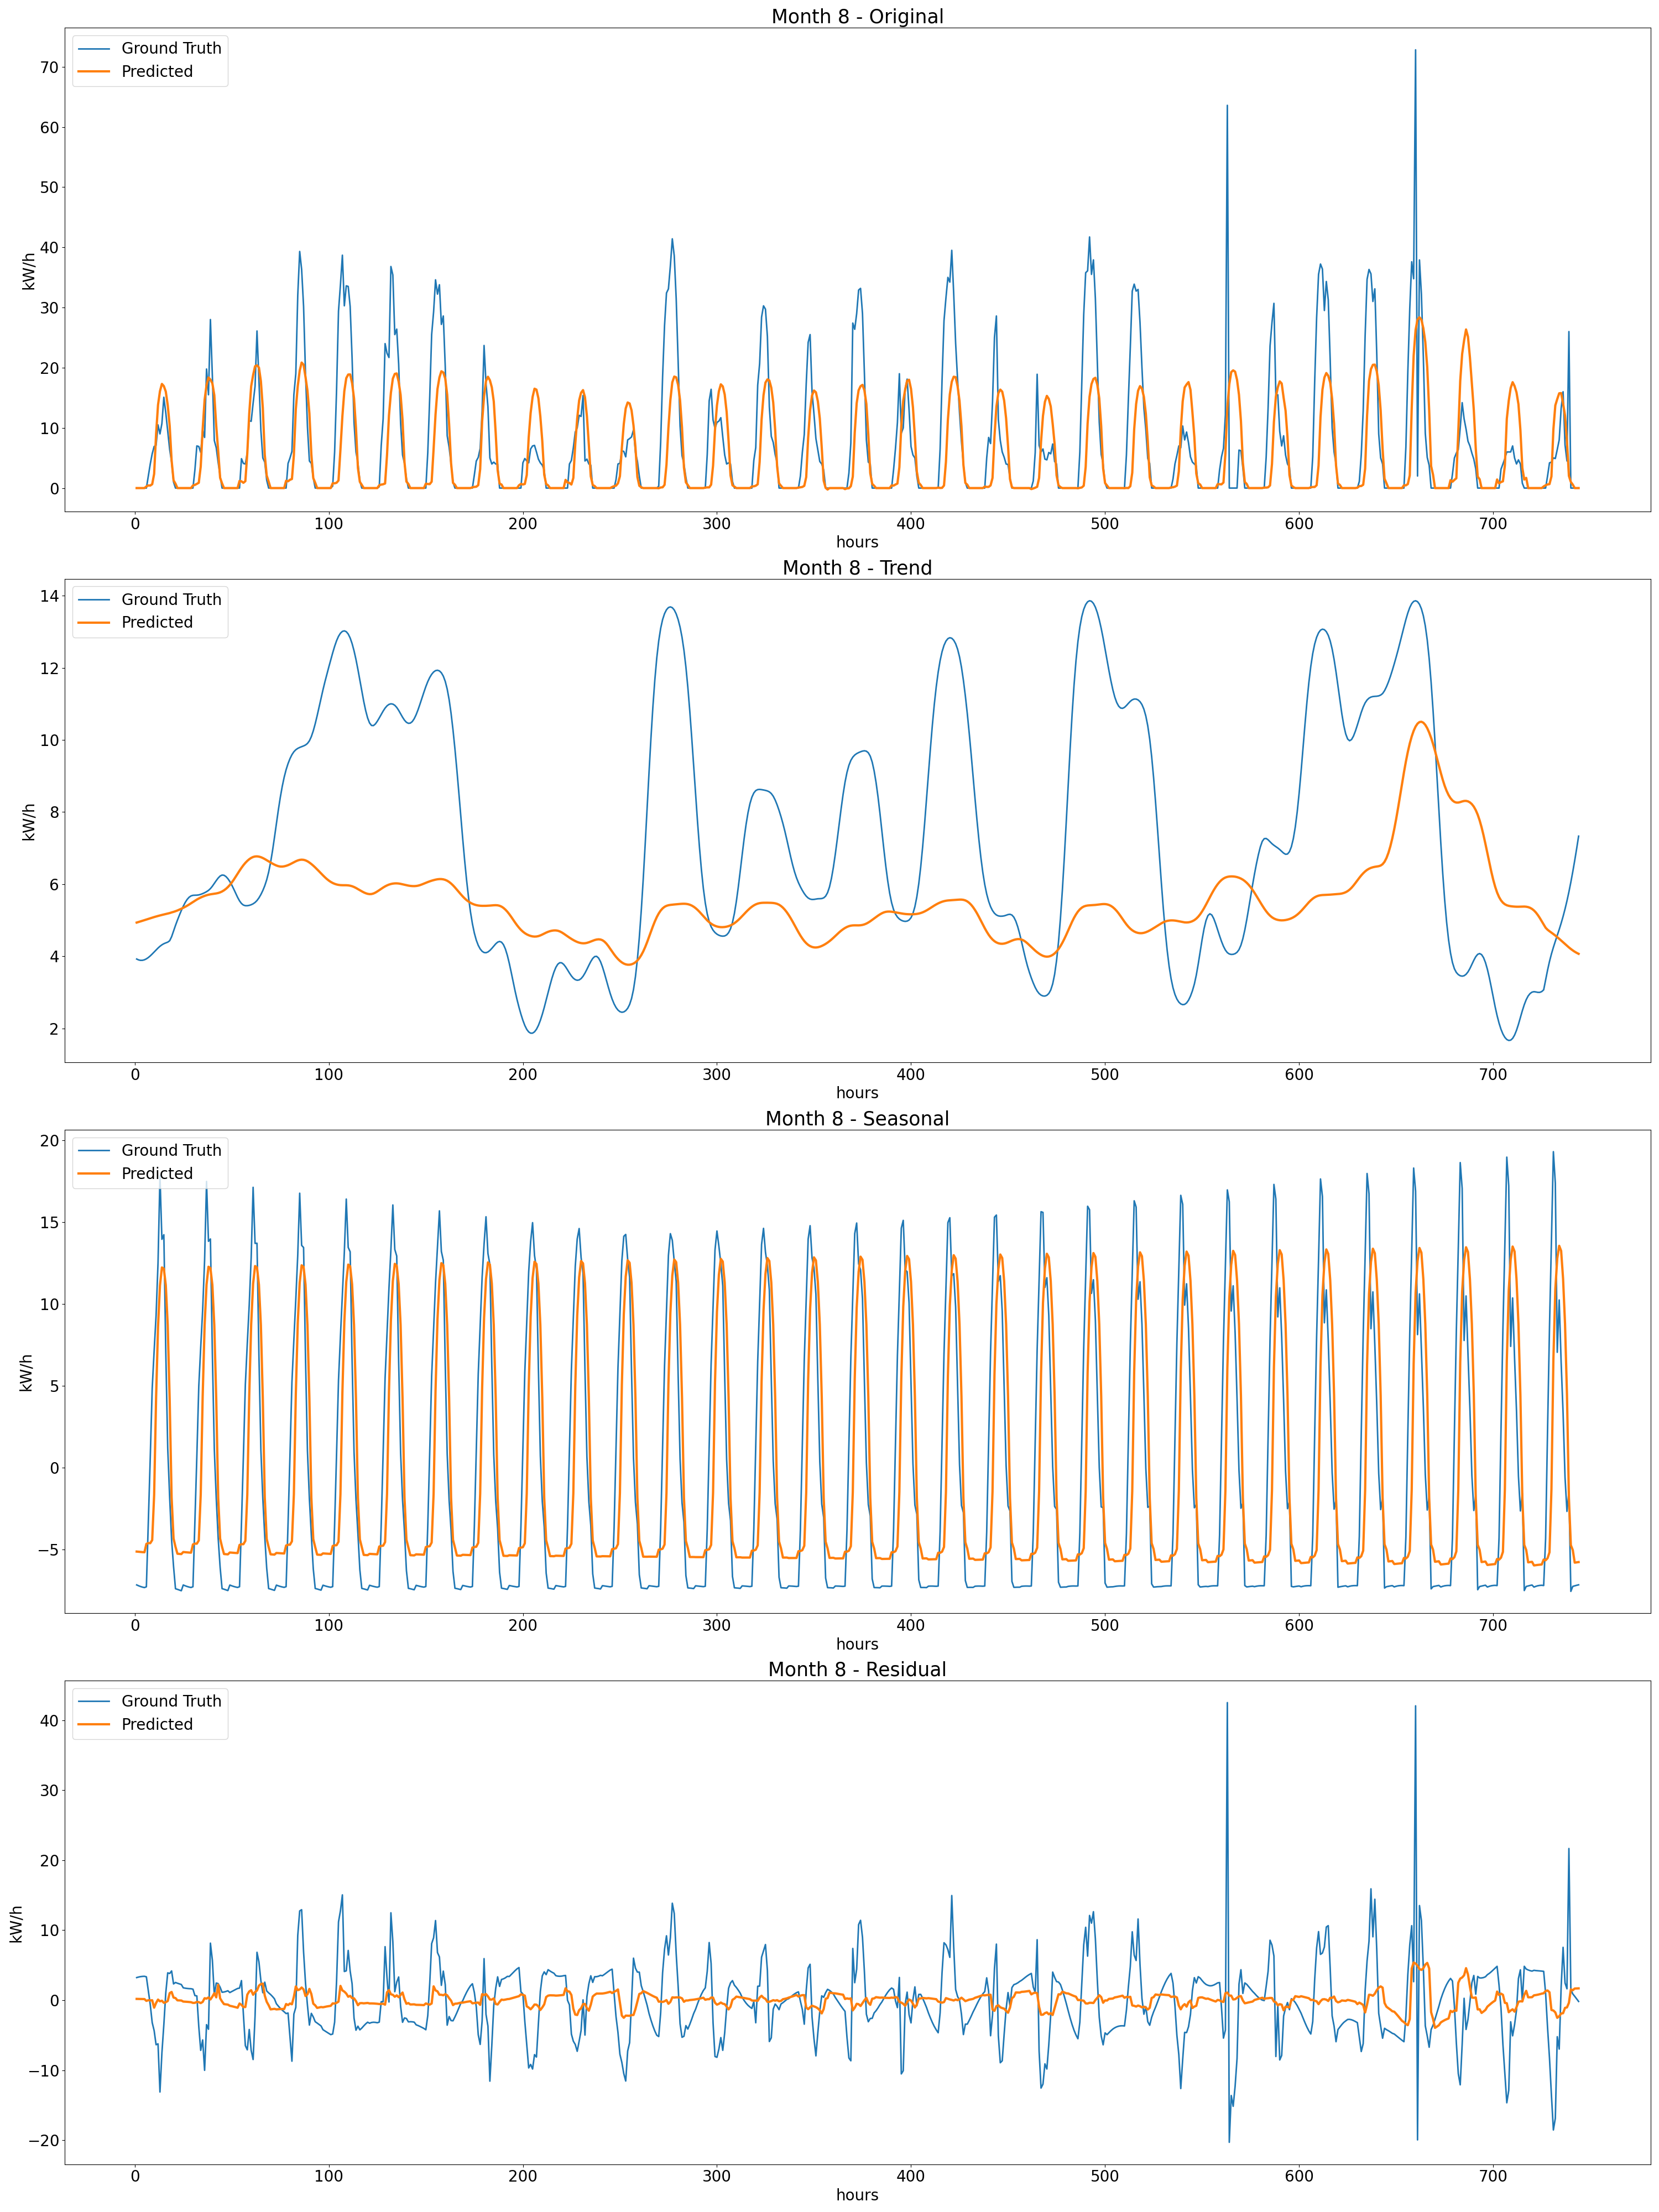 Month 8 - Original
Ground Truth
Predicted
70
60
50
40
30
20
10
0
kW/h
0 100 200 300 400 500 600 700
hours
Month 8 - Trend
Ground Truth
Predicted
14
12
10
8
6
4
2
kW/h
0 100 200 300 400 500 600 700
hours
Month 8 - Seasonal
Ground Truth
Predicted
20
15
10
5
0
−5
kW/h
0 100 200 300 400 500 600 700
hours
Month 8 - Residual
Ground Truth
Predicted
40
30
20
10
0
−10
−20
kW/h
0 100 200 300 400 500 600 700
hours